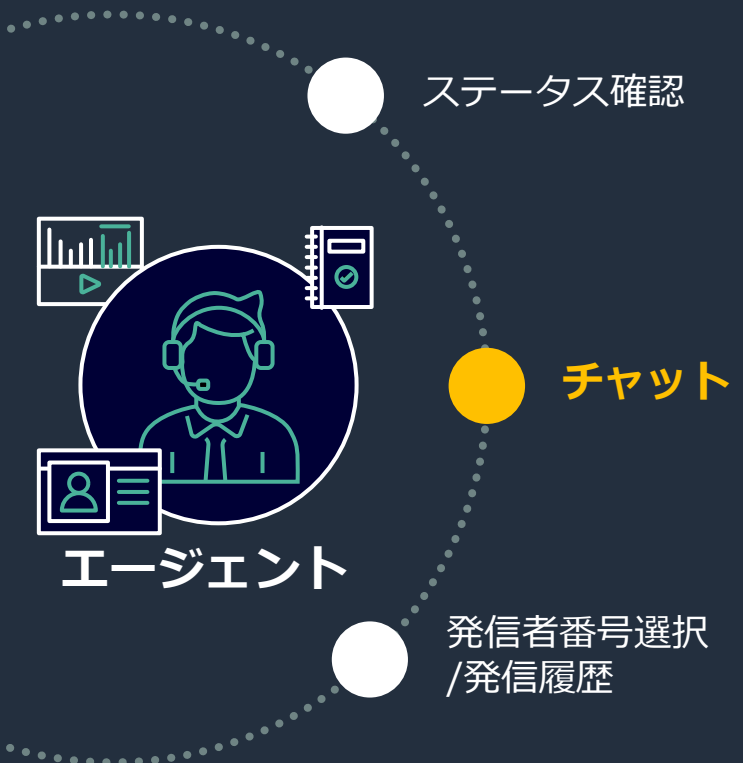 ステータス確認
チャット
エージェント
発信者番号選択
/発信履歴